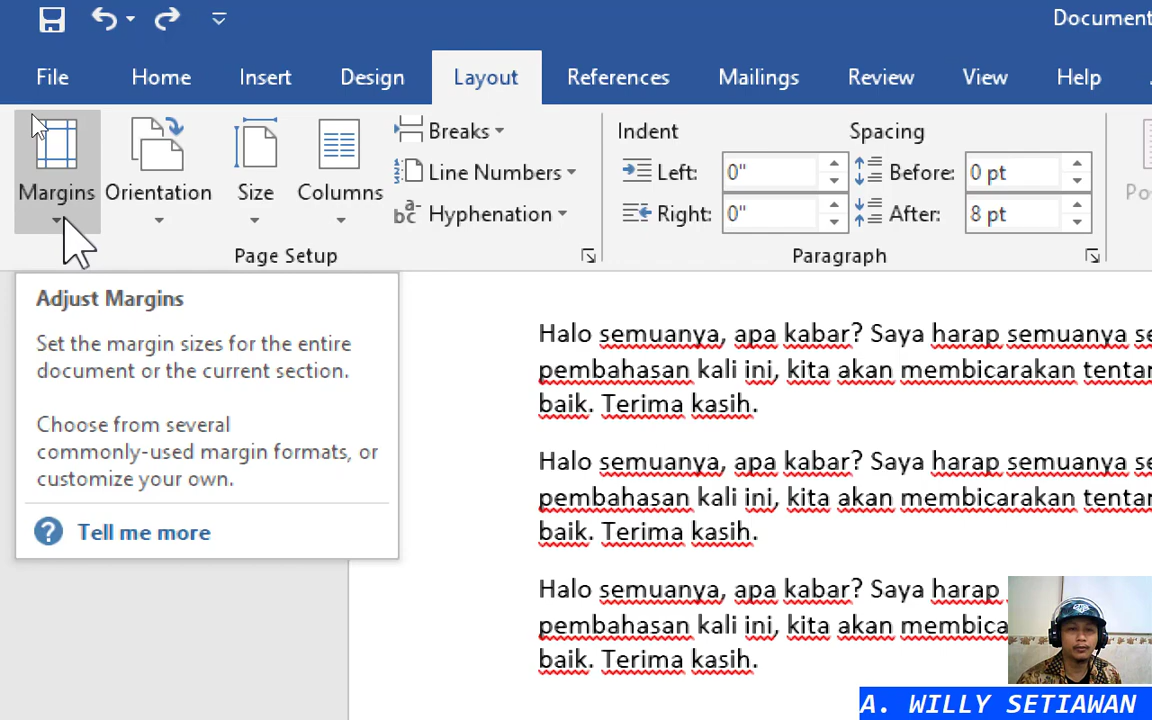 Document
File Home Insert Design Layout References Mailings Review View Help
Margins Orientation Size Columns
Breaks
Line Numbers
Hyphenation
Page Setup
Indent Spacing
Left: 0" Before: 0 pt
Right: 0" After: 8 pt
Paragraph
Adjust Margins
Set the margin sizes for the entire
document or the current section.
Choose from several
commonly-used margin formats, or
customize your own.
Tell me more
Halo semuanya, apa kabar? Saya harap semuanya
pembahasan kali ini, kita akan membicarakan
baik. Terima kasih.
Halo semuanya, apa kabar? Saya harap semuanya
pembahasan kali ini, kita akan membicarakan
baik. Terima kasih.
Halo semuanya, apa kabar? Saya harap
pembahasan kali ini, kita akan
baik. Terima kasih.
A. WILLY SETIAWAN